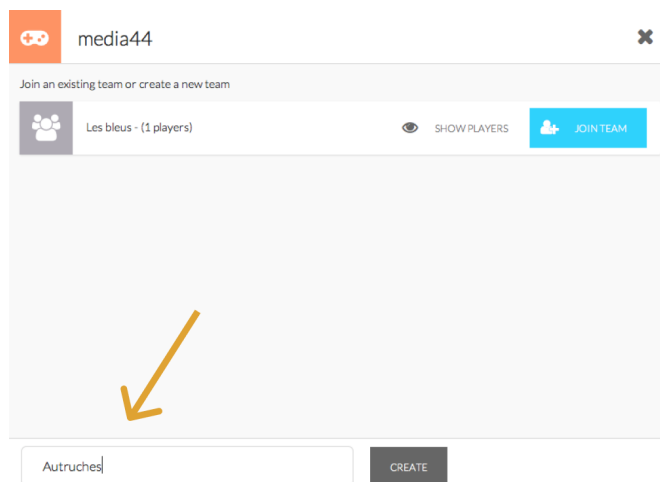 media44
Join an existing team or create a new team
Les bleus - (1 players) SHOW PLAYERS JOIN TEAM
Autruches CREATE